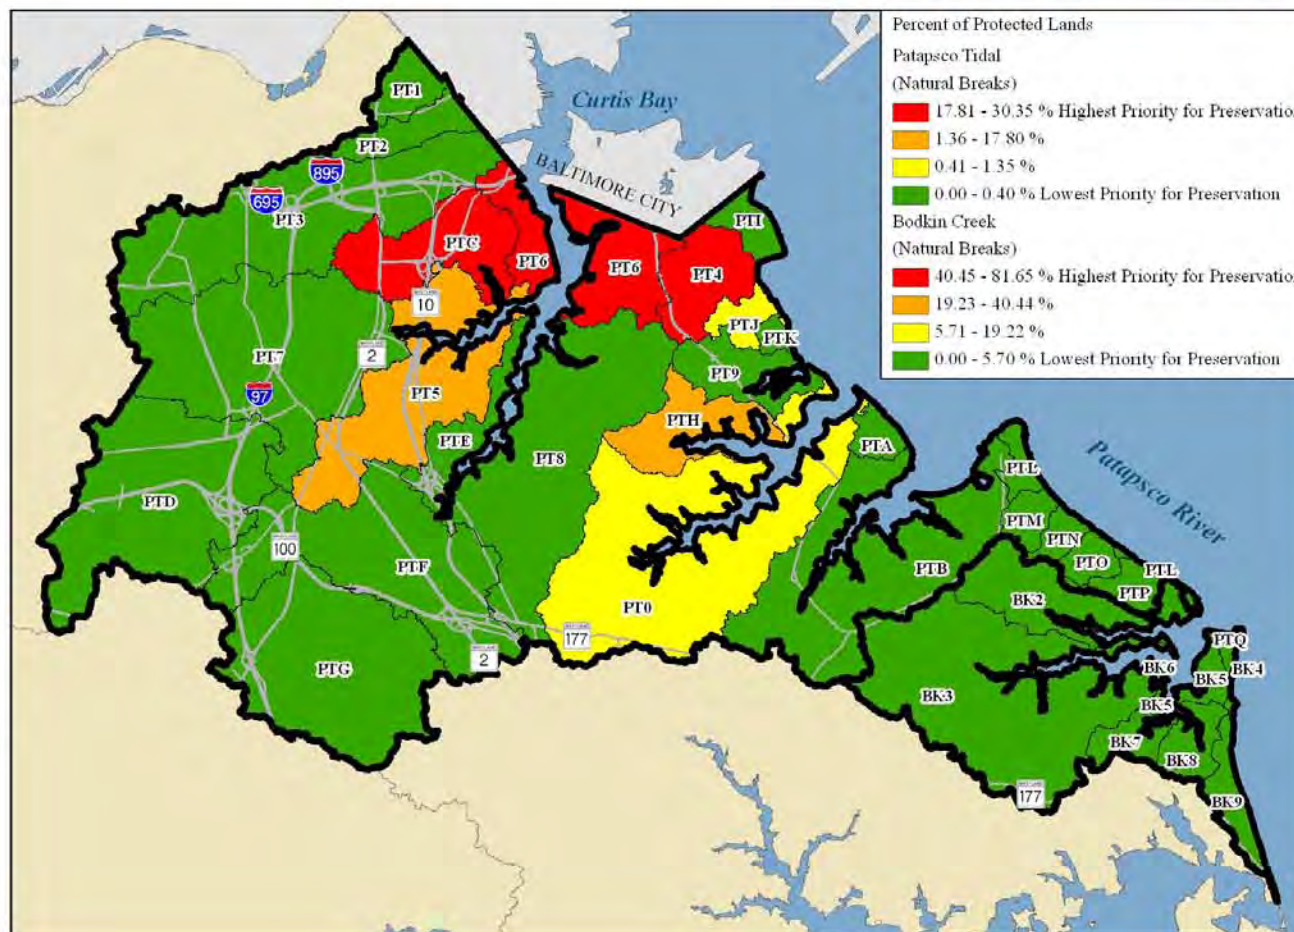 Percent of Protected Lands
Patapsco Tidal
(Natural Breaks)
17.81 - 30.35 % Highest Priority for Preservation
1.36 - 17.80 %
0.41 - 1.35 %
0.00 - 0.40 % Lowest Priority for Preservation
Bodkin Creek
(Natural Breaks)
40.45 - 81.65 % Highest Priority for Preservation
19.23 - 40.44 %
5.71 - 19.22 %
0.00 - 5.70 % Lowest Priority for Preservation
PT1
Curtis Bay
PT2
895
BALTIMORE CITY
695
PT3
PTI
PTC
PT6
PT6
PT4
10
PTJ
PTK
2
PT7
PT9
97
PT5
PTH
PTE
PT8
PTA
PTD
PTL
Patapsco River
PTM
PTN
100
PTO
PTF
PTB
PTL
PTP
BK2
PT0
177
PTQ
2
BK6
BK4
PTG
BK5
BK3
BK5
BK7
BK8
177
BK9